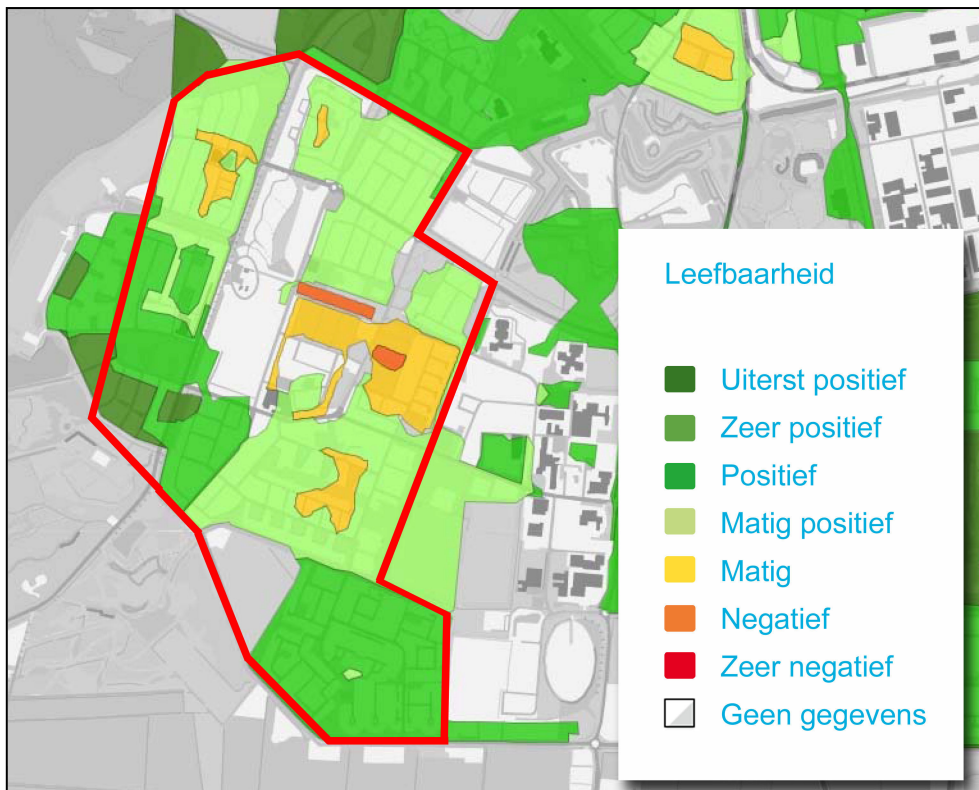 Leefbaarheid
Uiterst positief
Zeer positief
Positief
Matig positief
Matig
Negatief
Zeer negatief
Geen gegevens